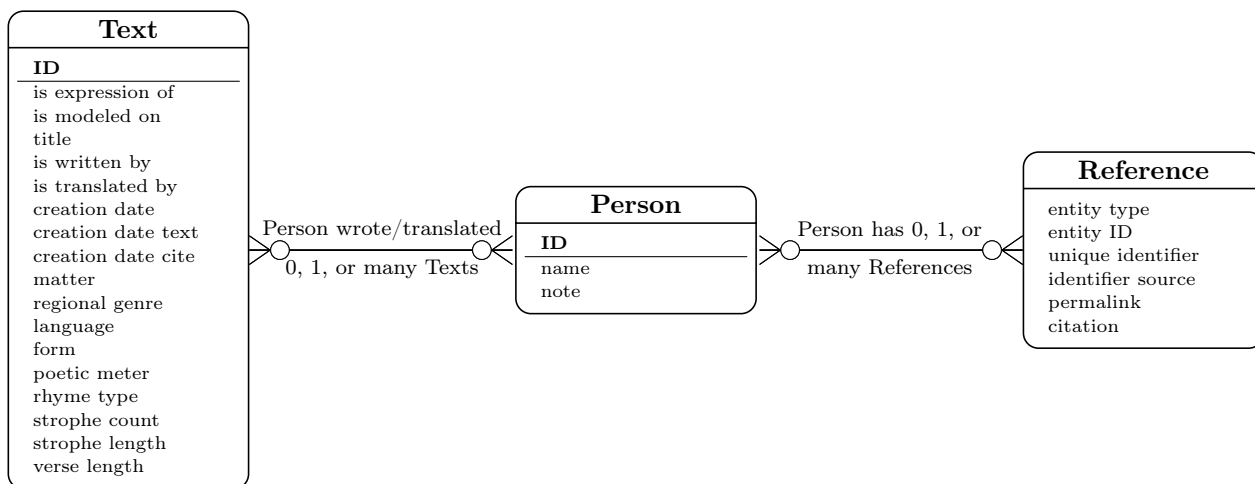 Text
ID
is expression of
is modeled on
title
is written by
is translated by
creation date
creation date text
creation date cite
matter
regional genre
language
form
poetic meter
rhyme type
strophe count
strophe length
verse length
Person wrote/translated
0, 1, or many Texts
Person
ID
name
note
Person has 0, 1, or
many References
Reference
entity type
entity ID
unique identifier
identifier source
permalink
citation